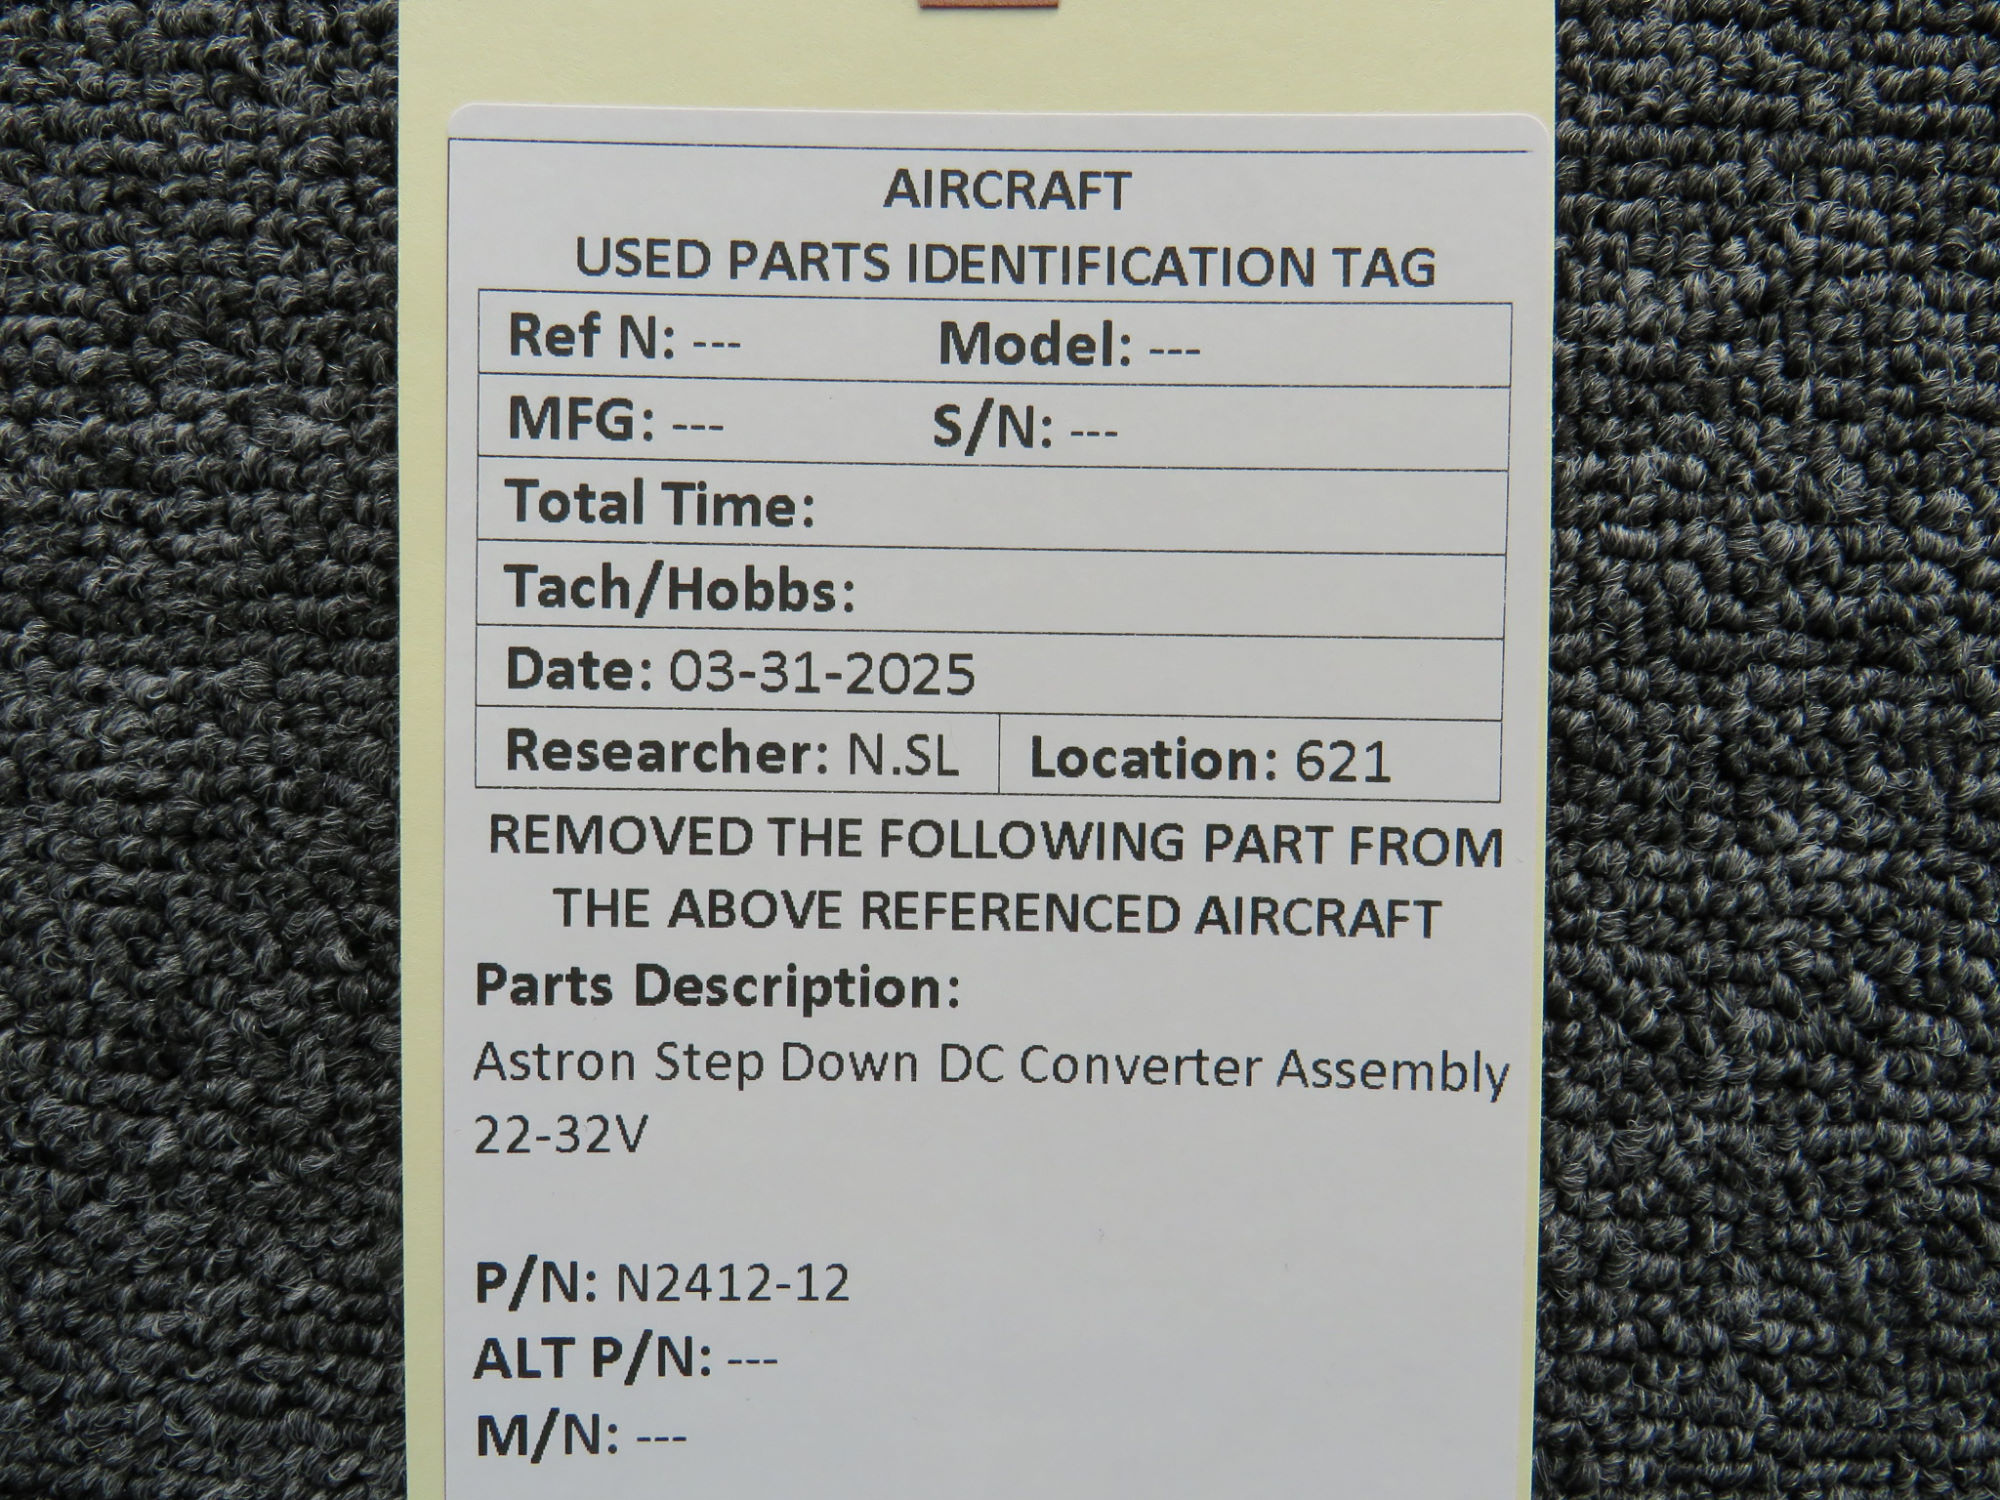 AIRCRAFT
USED PARTS IDENTIFICATION TAG
Ref N: --- Model: ---
MFG: --- S/N: ---
Total Time:
Tach/Hobbs:
Date: 03-31-2025
Researcher: N.SL Location: 621
REMOVED THE FOLLOWING PART FROM
THE ABOVE REFERENCED AIRCRAFT
Parts Description:
Astron Step Down DC Converter Assembly
22-32V
P/N: N2412-12
ALT P/N: ---
M/N: ---